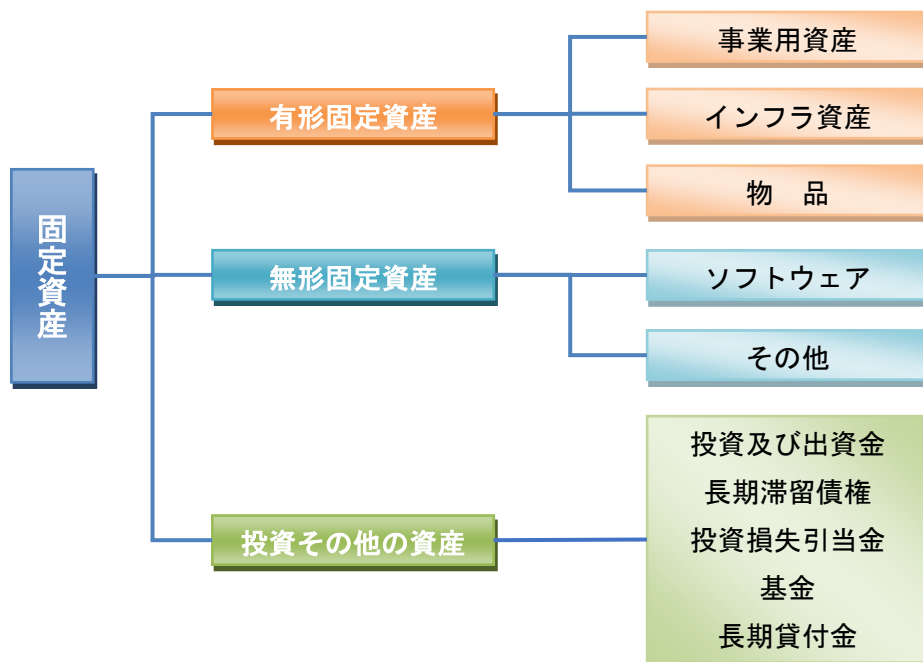 固定資産
有形固定資産
事業用資産
インフラ資産
物　品
無形固定資産
ソフトウェア
その他
投資その他の資産
投資及び出資金
長期滞留債権
投資損失引当金
基金
長期貸付金